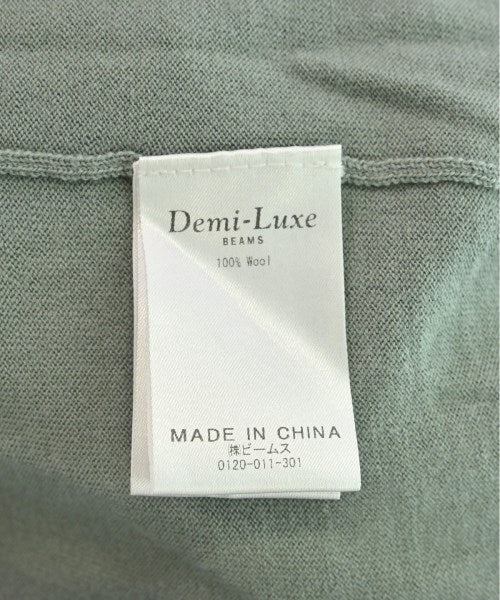 Demi-Luxe
BEAMS
100% Wool
MADE IN CHINA
㈱ビームス
0120-011-301